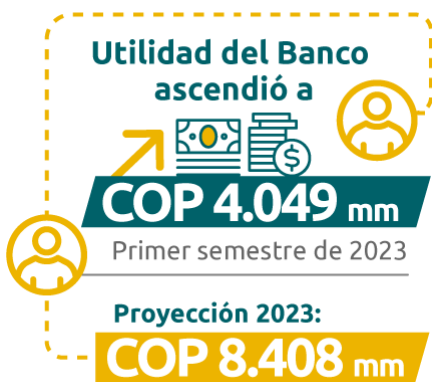 Utilidad del Banco
ascendió a
$
COP 4.049 mm
Primer semestre de 2023
Proyección 2023:
COP 8.408 mm